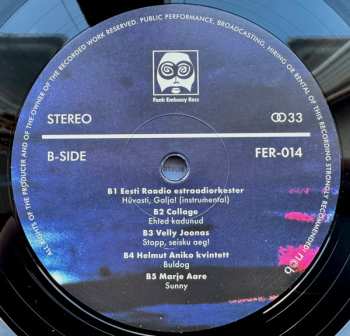 ALL RIGHTS OF THE PRODUCER AND OF THE OWNER OF THE RECORDED WORK RESERVED. PUBLIC PERFORMANCE, BROADCASTING, HIRING OR RENTAL OF THIS RECORDING STRONGLY RECOMMENDED.
Funk Embassy Recs
STEREO
33
B-SIDE
FER-014
B1 Eesti Raadio estraadiorkester
Hüvasti, Galja! (instrumental)
B2 Collage
Ehted kadunud
B3 Velly Joonas
Stopp, seisku aeg!
B4 Helmut Aniko kvintett
Buldog
B5 Marje Aare
Sunny
ncb